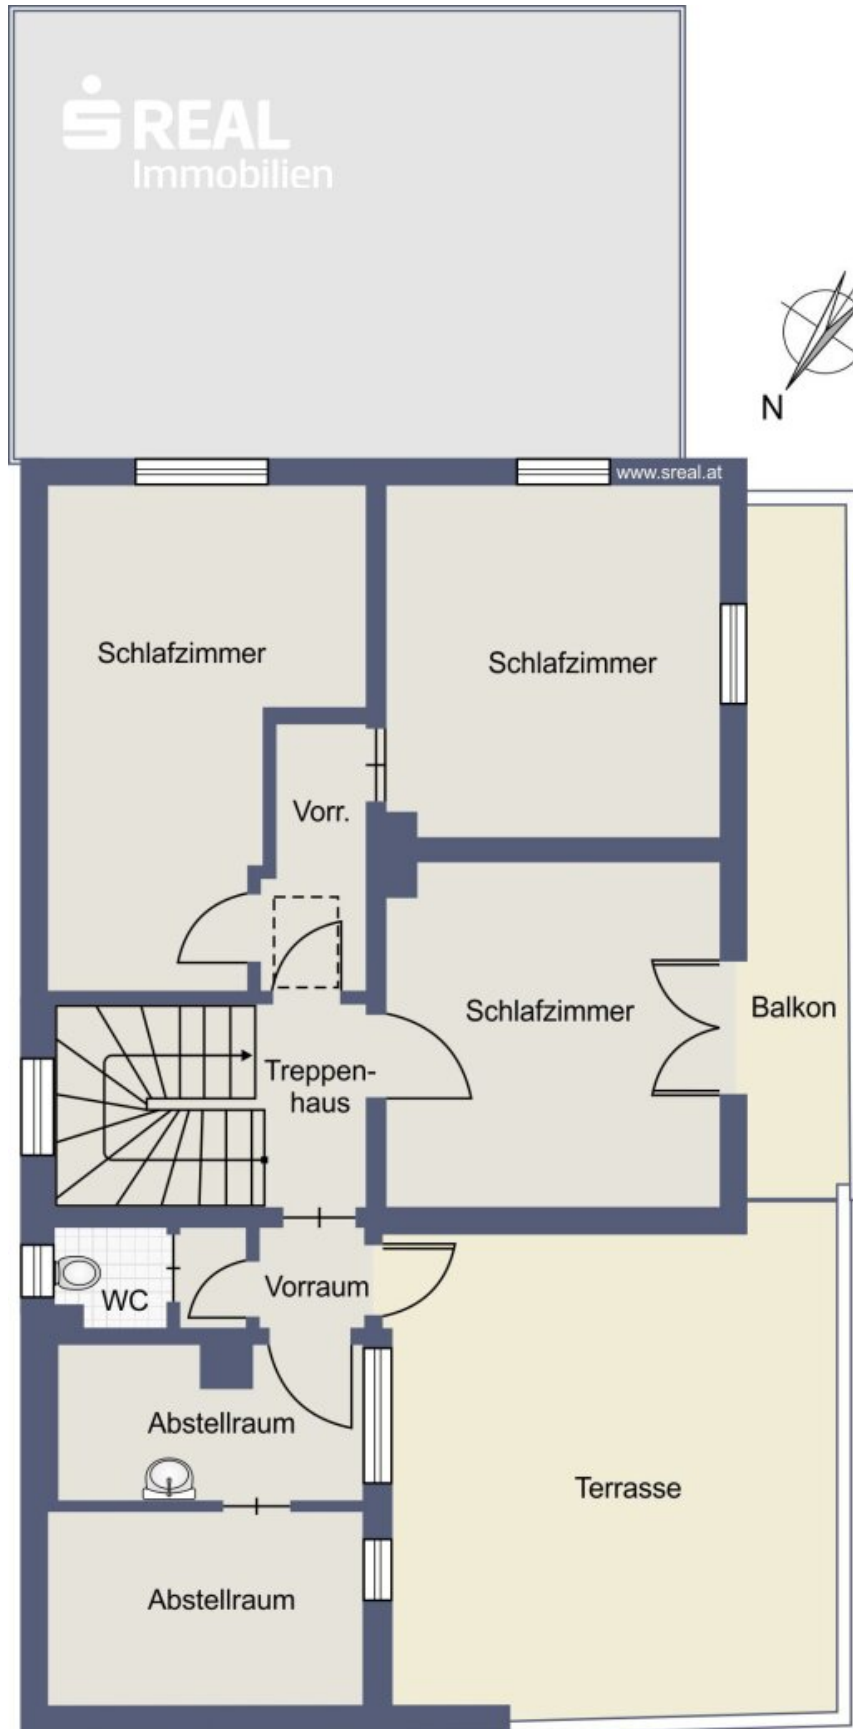 S REAL
Immobilien
N
www.sreal.at
Schlafzimmer
Schlafzimmer
Vorr.
Schlafzimmer
Balkon
Treppen-
haus
WC
Vorraum
Abstellraum
Terrasse
Abstellraum